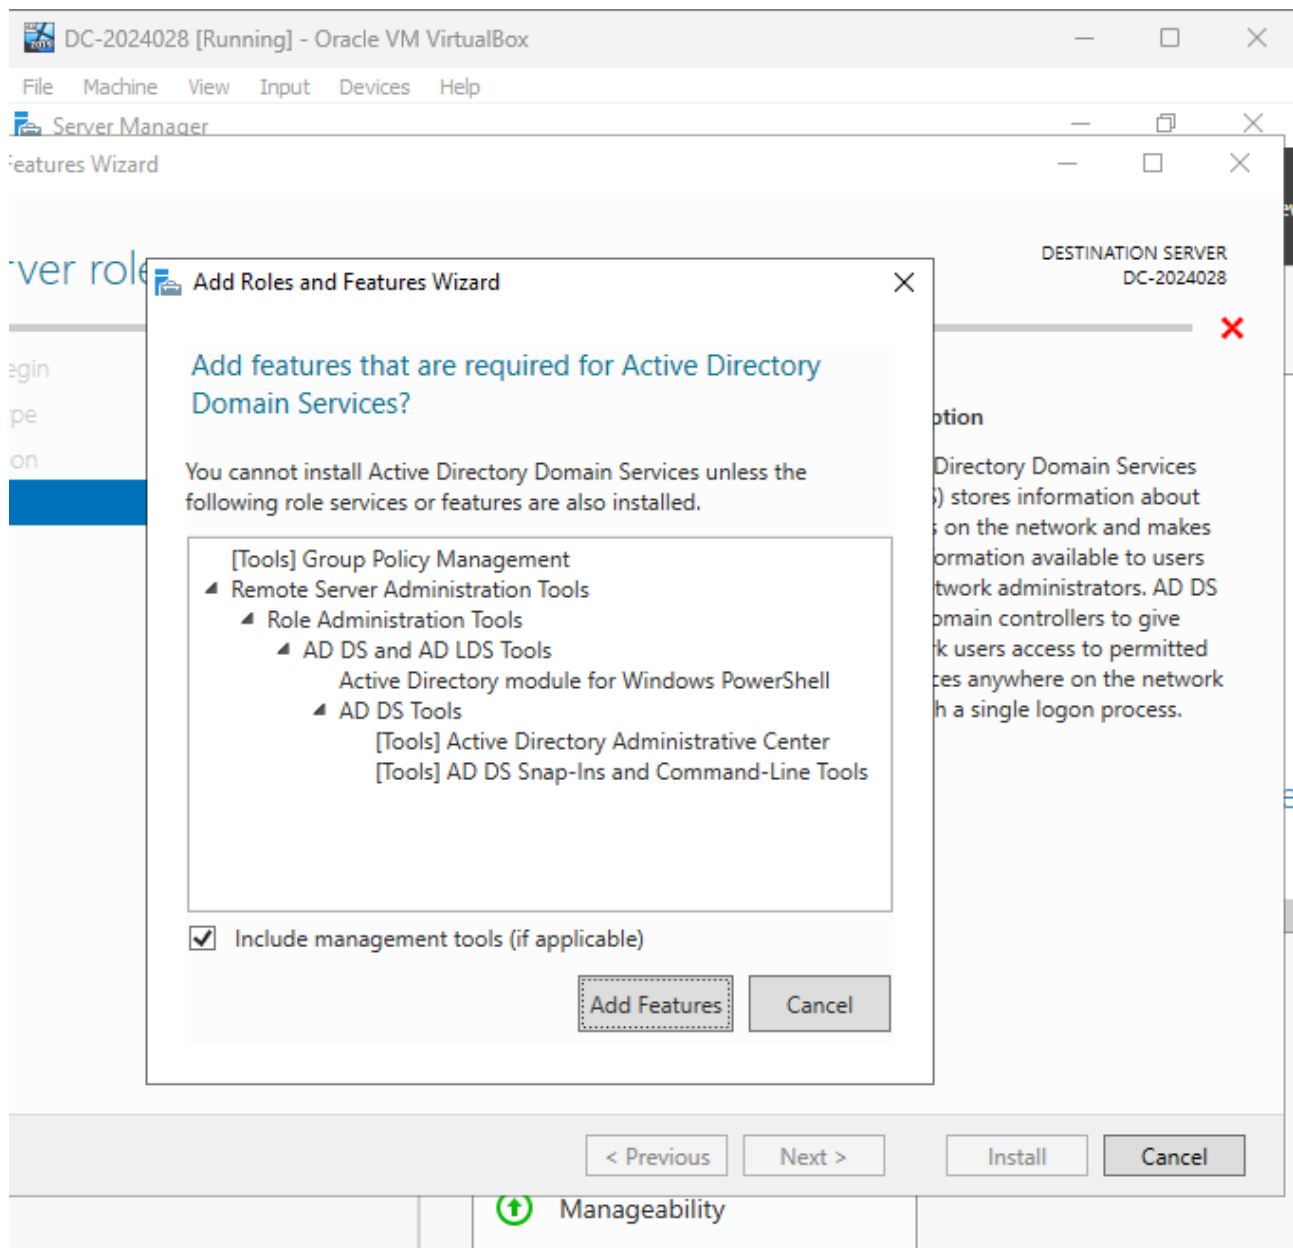 DC-2024028 [Running] - Oracle VM VirtualBox
File Machine View Input Devices Help
Server Manager
Features Wizard
DESTINATION SERVER
DC-2024028
Add Roles and Features Wizard
Add features that are required for Active Directory
Domain Services?
You cannot install Active Directory Domain Services unless the
following role services or features are also installed.
[Tools] Group Policy Management
Remote Server Administration Tools
Role Administration Tools
AD DS and AD LDS Tools
Active Directory module for Windows PowerShell
AD DS Tools
[Tools] Active Directory Administrative Center
[Tools] AD DS Snap-Ins and Command-Line Tools
Include management tools (if applicable)
Add Features
Cancel
Directory Domain Services
) stores information about
on the network and makes
ormation available to users
twork administrators. AD DS
omain controllers to give
k users access to permitted
ces anywhere on the network
h a single logon process.
< Previous
Next >
Install
Cancel
Manageability